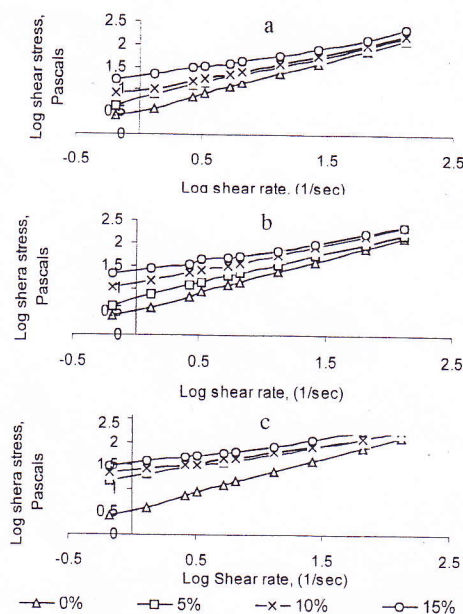 a
2.5
2
1.5
1
0.5
0
Log shear stress,
Pascals
-0.5 0.5 1.5 2.5
Log shear rate, (1/sec)
b
2.5
2
1.5
1
0.5
0
Log shera stress,
Pascals
-0.5 0.5 1.5 2.5
Log shear rate, (1/sec)
c
2.5
2
1.5
1
0.5
0
Log shera stress,
Pascals
-0.5 0.5 1.5 2.5
Log Shear rate, (1/sec)
0% 5% 10% 15%